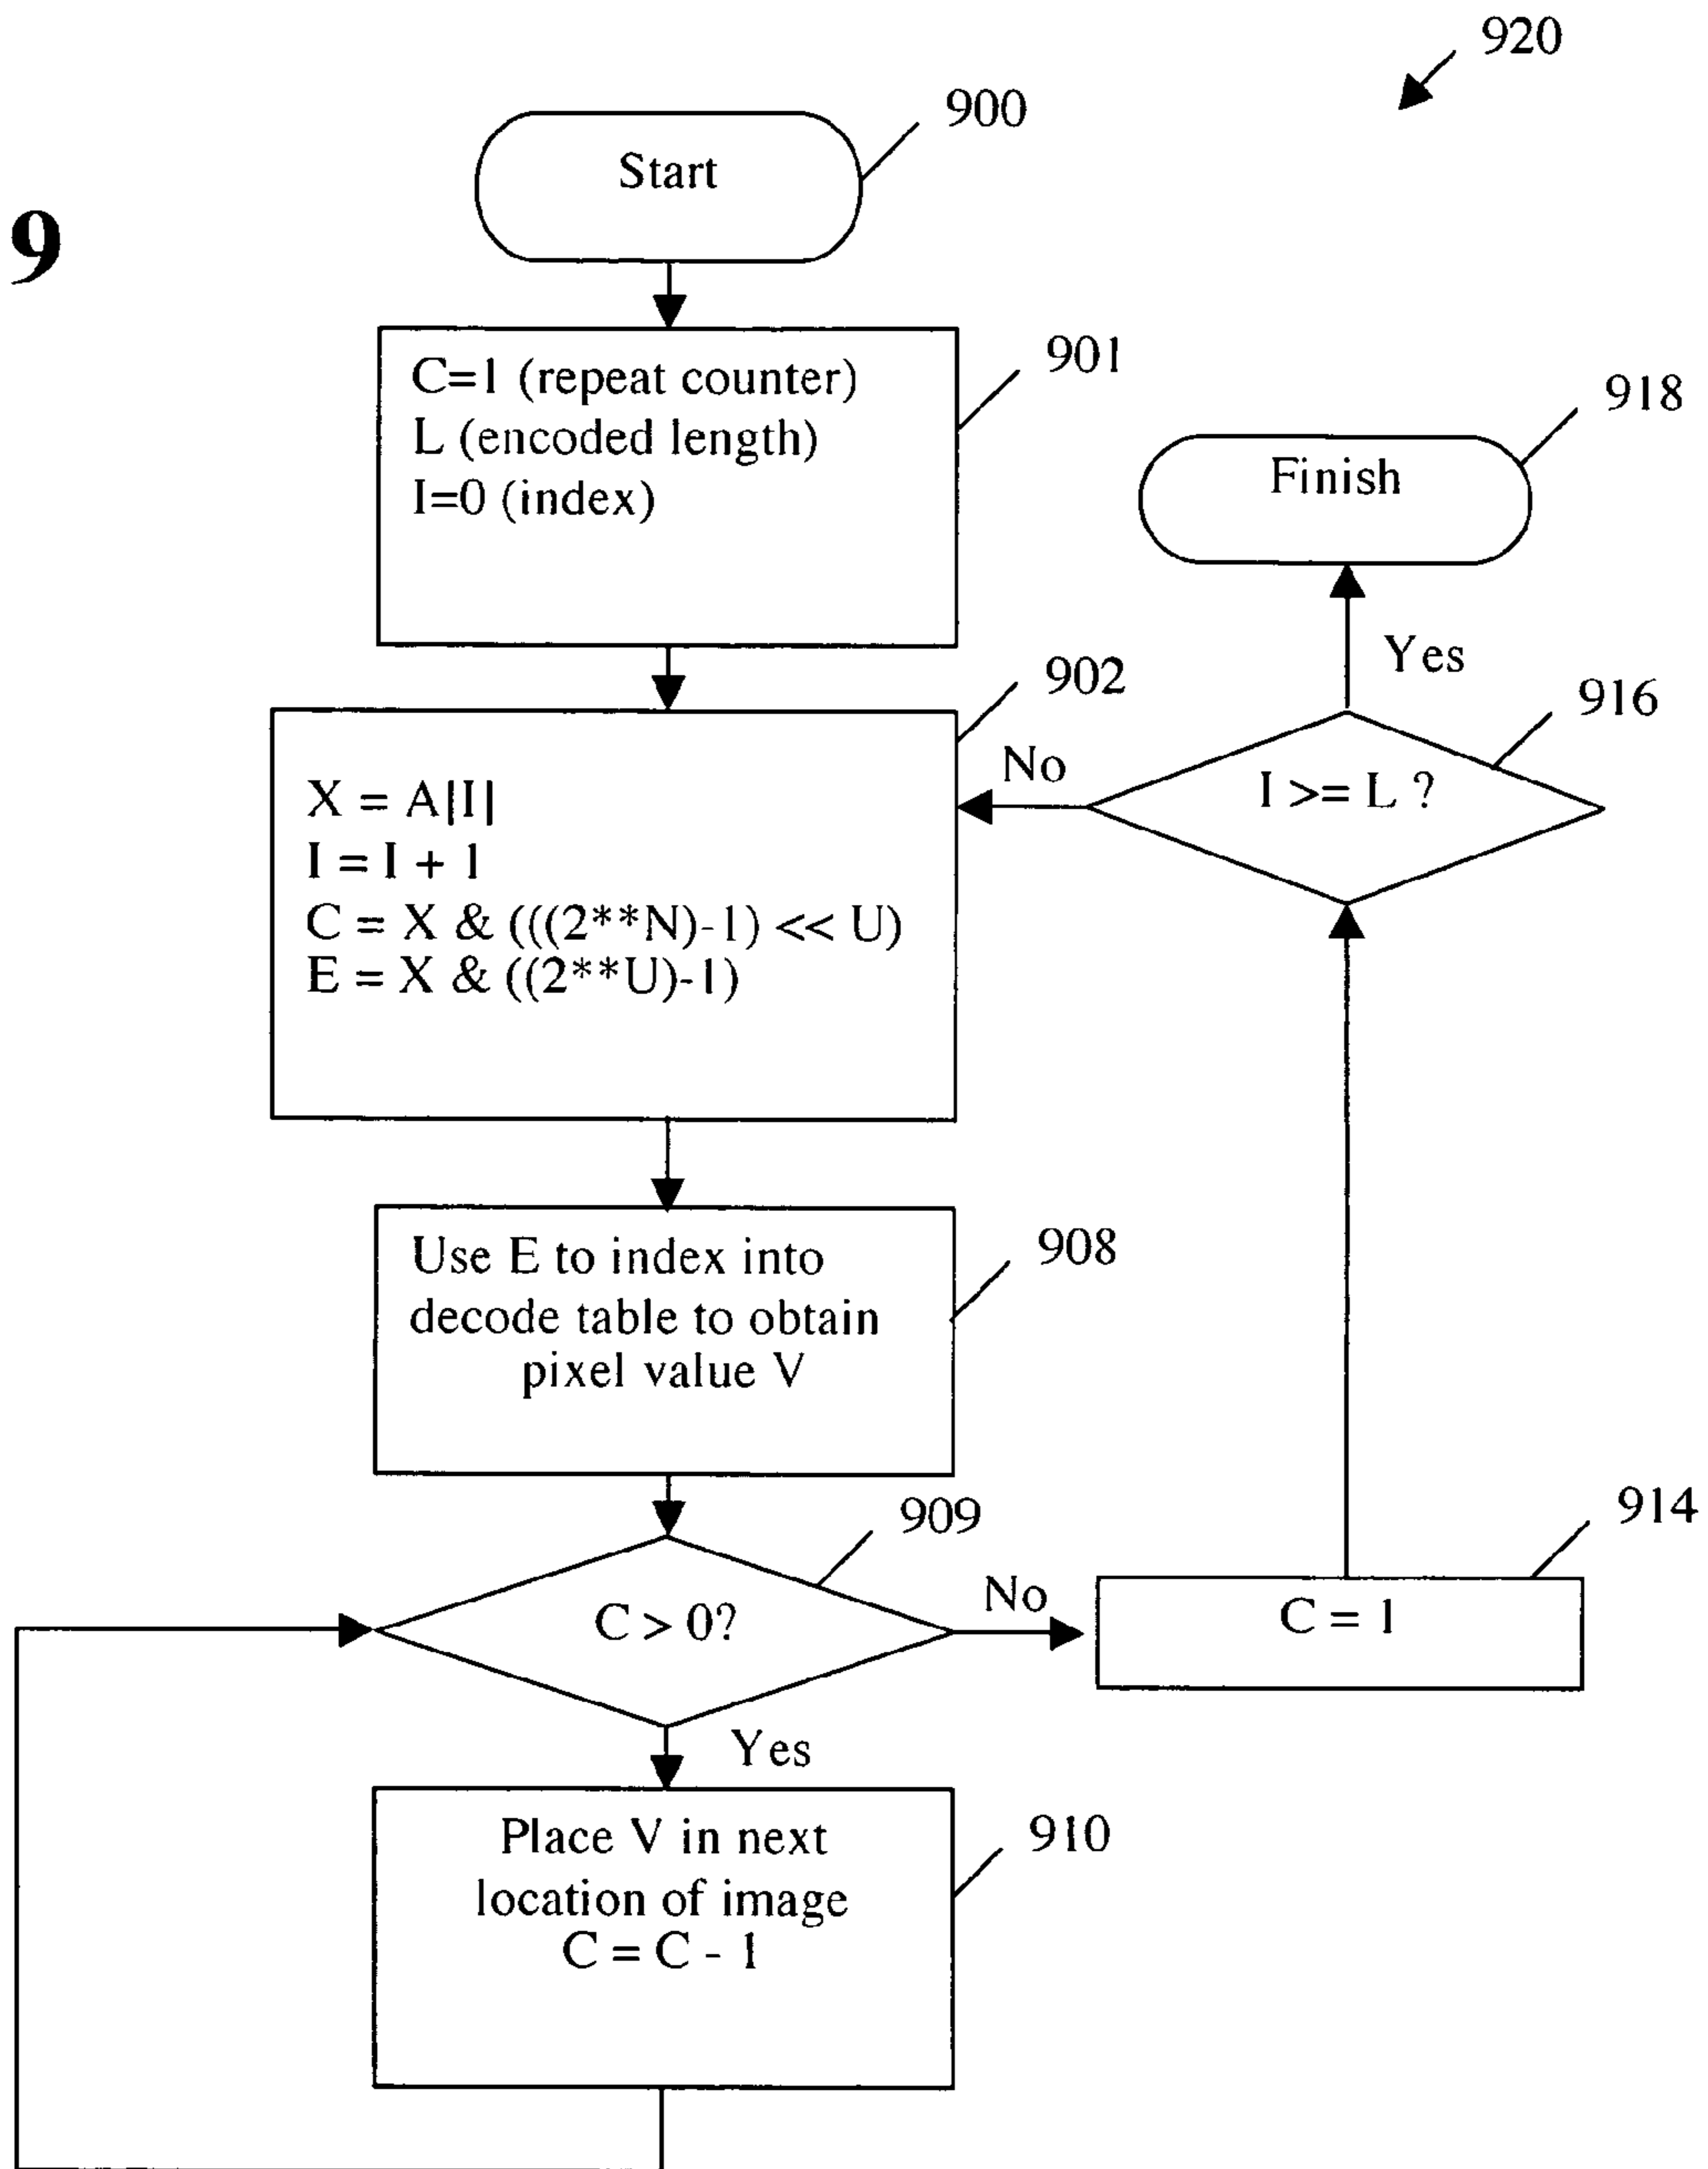 920
900
Start
9
901
C=1 (repeat counter)
L (encoded length)
I=0 (index)
918
Finish
Yes
902
916
No
I >= L ?
X = A|I|
I = I + 1
C = X & (((2**N)-1) << U)
E = X & ((2**U)-1)
908
Use E to index into
decode table to obtain
pixel value V
909
914
No
C > 0?
C = 1
Yes
910
Place V in next
location of image
C = C - 1